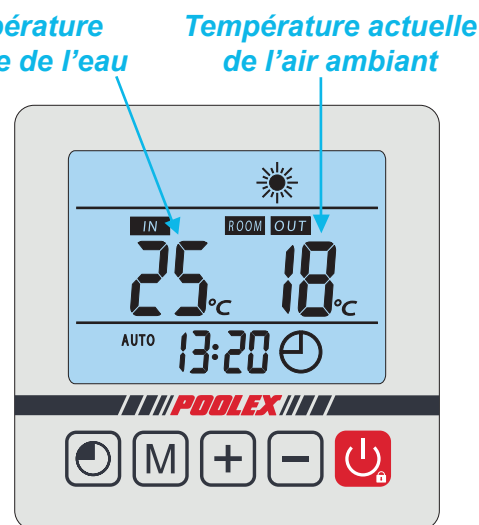 pérature Température actuelle
e de l’eau de l’air ambiant
IN ROOM OUT
25 °C 18 °C
AUTO 13:20
POOLEX
M + −